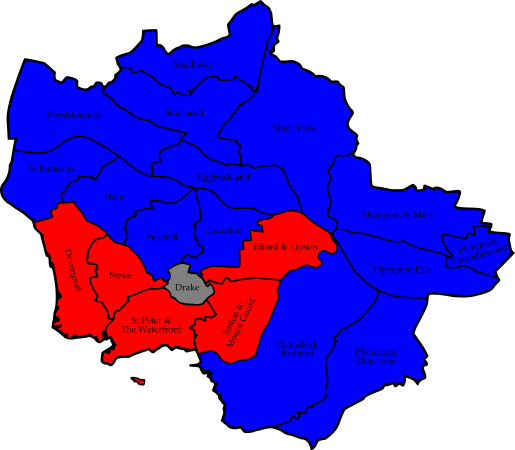 Southway
Honicknowle
Budshead
Moor View
St Budeaux
Eggbuckland
Ham
Plympton St Mary
Compton
Peverell
Efford & Lipson
Plympton
Chaddlewood
Devonport
Stoke
Plympton Erle
Drake
St Peter &
The Waterfront
Sutton &
Mount Gould
Plymstock
Radford
Plymstock
Dunstone